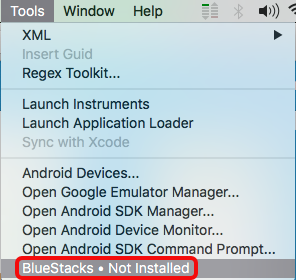 Tools Window Help
XML
Insert Guid
Regex Toolkit...
Launch Instruments
Launch Application Loader
Sync with Xcode
Android Devices...
Open Google Emulator Manager...
Open Android SDK Manager...
Open Android Device Monitor...
Open Android SDK Command Prompt...
BlueStacks • Not Installed